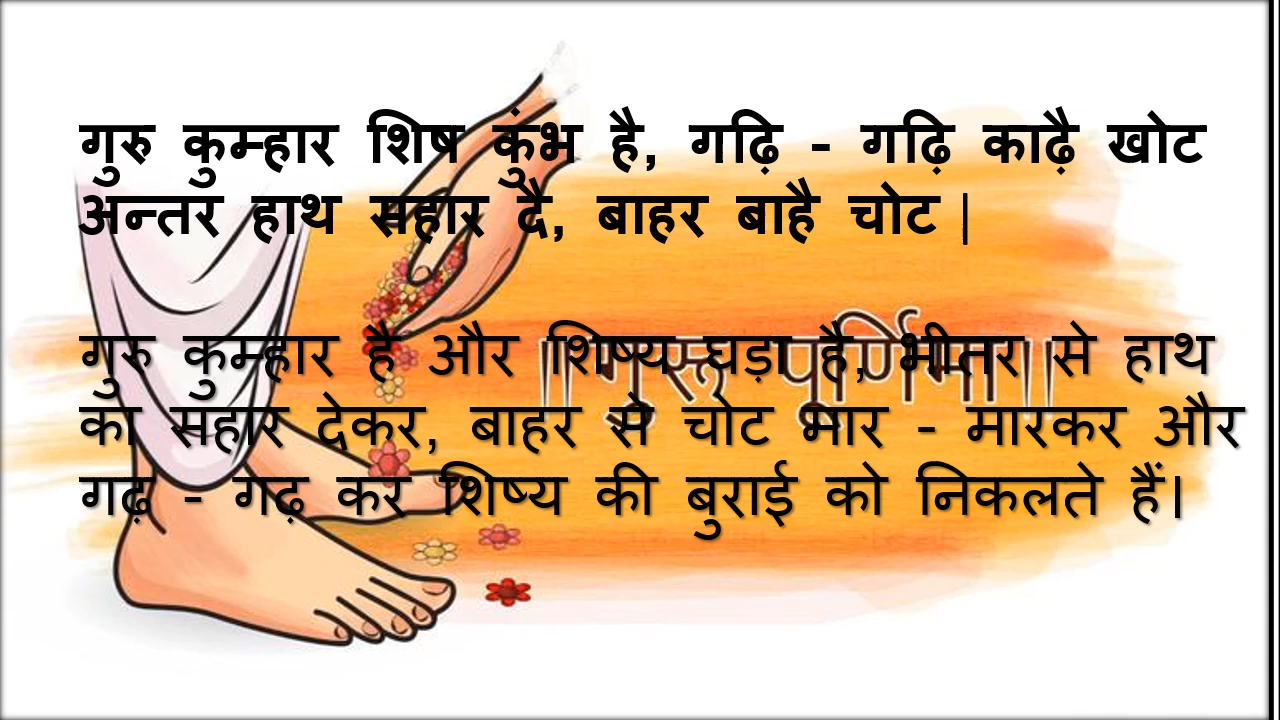 गुरु कुम्हार शिष कुंभ है, गढ़ि - गढ़ि काढ़ै खोट
अन्तर हाथ सहार दै, बाहर बाहै चोट |
गुरु कुम्हार है और शिष्य घड़ा है, भीतर से हाथ
का सहार देकर, बाहर से चोट मार - मारकर और
गढ़ - गढ़ कर शिष्य की बुराई को निकलते हैं।
॥गुरू पूर्णिमा॥